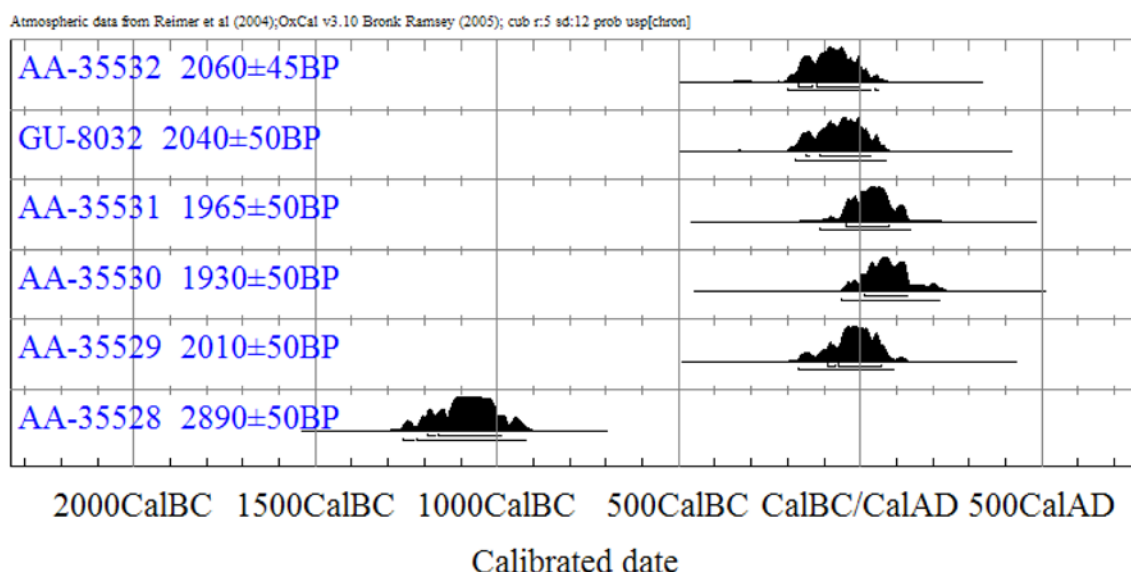 Atmospheric data from Reimer et al (2004);OxCal v3.10 Bronk Ramsey (2005); cub r:5 sd:12 prob usp[chron]
AA-35532 2060±45BP
GU-8032 2040±50BP
AA-35531 1965±50BP
AA-35530 1930±50BP
AA-35529 2010±50BP
AA-35528 2890±50BP
2000CalBC 1500CalBC 1000CalBC 500CalBC CalBC/CalAD 500CalAD
Calibrated date